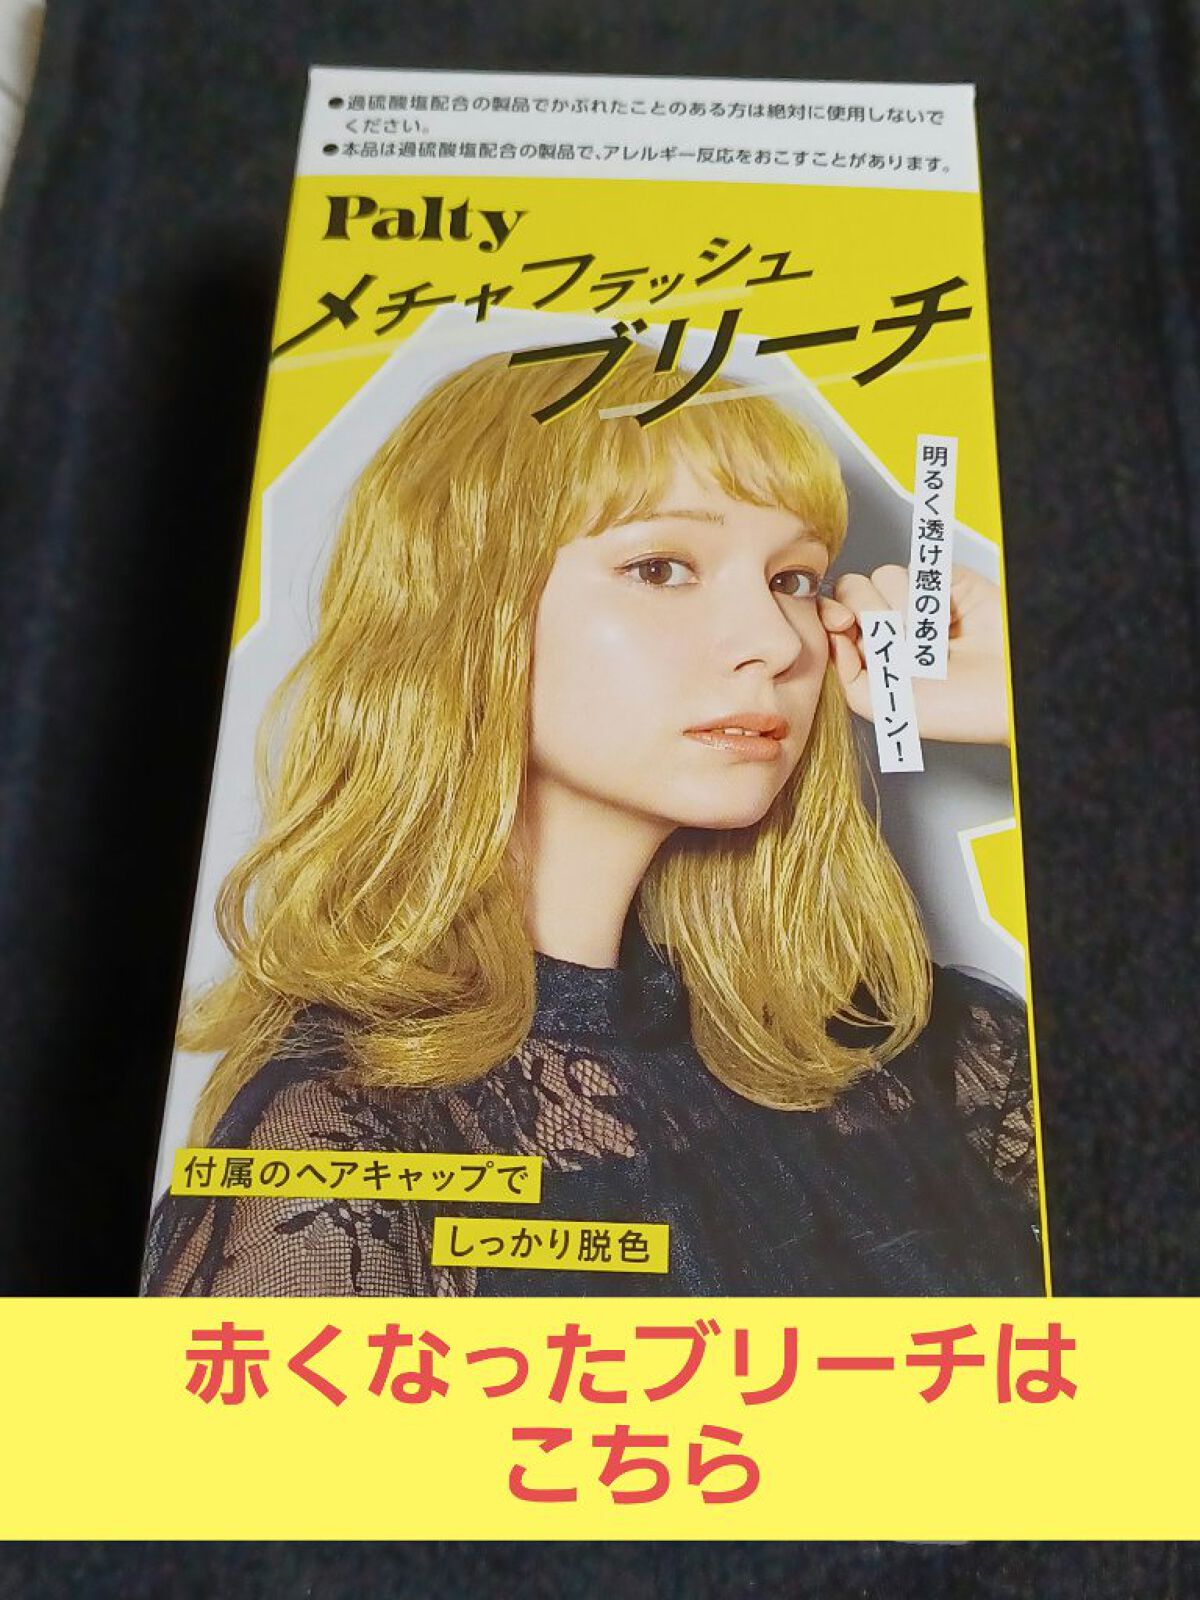 ●過硫酸塩配合の製品でかぶれたことのある方は絶対に使用しないで
ください。
●本品は過硫酸塩配合の製品で、アレルギー反応をおこすことがあります。
Palty
メチャフラッシュ
ブリーチ
明るく透け感のある
ハイトーン!
付属のヘアキャップで
しっかり脱色
赤くなったブリーチは
こちら